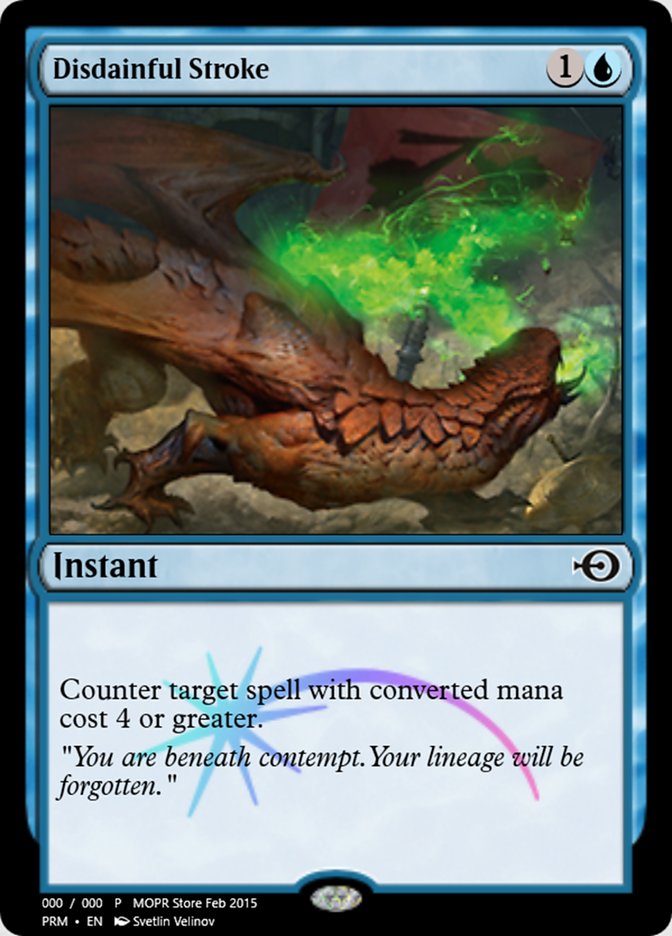 Disdainful Stroke
1
Instant
Counter target spell with converted mana
cost 4 or greater.
"You are beneath contempt. Your lineage will be
forgotten."
000 / 000 P MOPR Store Feb 2015
PRM • EN Svetlin Velinov